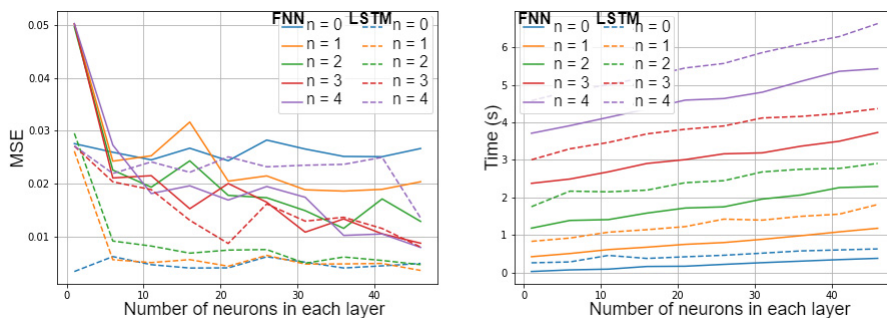 FNN LSTM
n = 0 n = 0
n = 1 n = 1
n = 2 n = 2
n = 3 n = 3
n = 4 n = 4
MSE
0.05
0.04
0.03
0.02
0.01
0 10 20 30 40
Number of neurons in each layer
FNN LSTM
n = 0 n = 0
n = 1 n = 1
n = 2 n = 2
n = 3 n = 3
n = 4 n = 4
Time (s)
6
5
4
3
2
1
0
0 10 20 30 40
Number of neurons in each layer